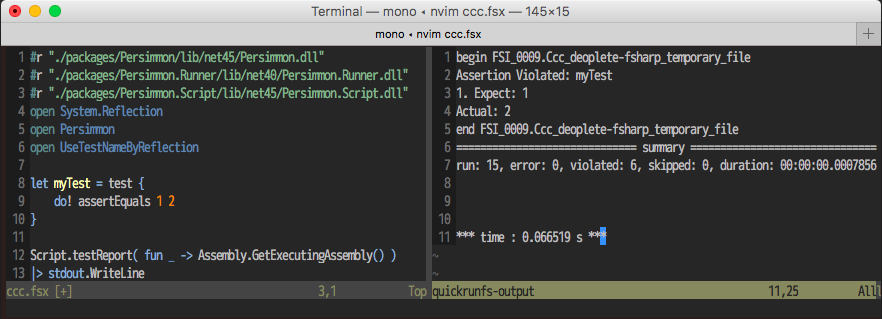 Terminal — mono ◂ nvim ccc.fsx — 145×15
mono ◂ nvim ccc.fsx
+
1 #r "./packages/Persimmon/lib/net45/Persimmon.dll"
2 #r "./packages/Persimmon.Runner/lib/net40/Persimmon.Runner.dll"
3 #r "./packages/Persimmon.Script/lib/net45/Persimmon.Script.dll"
4 open System.Reflection
5 open Persimmon
6 open UseTestNameByReflection
7
8 let myTest = test {
9     do! assertEquals 1 2
10 }
11
12 Script.testReport( fun _ -> Assembly.GetExecutingAssembly() )
13 |> stdout.WriteLine
ccc.fsx [+] 3,1 Top
1 begin FSI_0009.Ccc_deoplete-fsharp_temporary_file
2 Assertion Violated: myTest
3 1. Expect: 1
4 Actual: 2
5 end FSI_0009.Ccc_deoplete-fsharp_temporary_file
6 ============================== summary ===============================
7 run: 15, error: 0, violated: 6, skipped: 0, duration: 00:00:00.0007856
8
9
10
11 *** time : 0.066519 s ***
~
~
quickrunfs-output 11,25 All